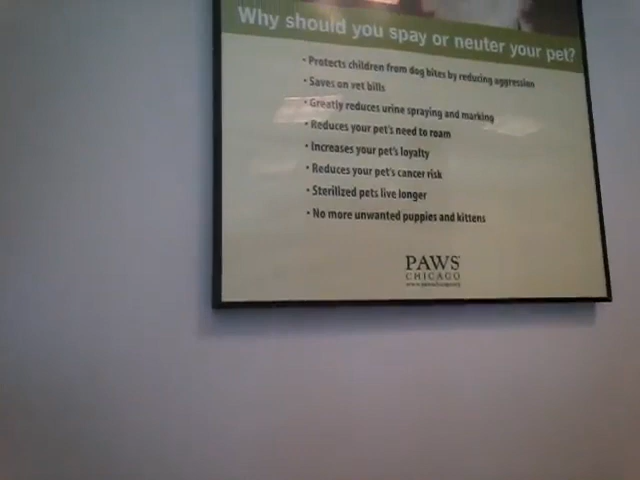 Why should you spay or neuter your pet?
• Protects children from dog bites by reducing aggression
• Saves on vet bills
• Greatly reduces urine spraying and marking
• Reduces your pet's need to roam
• Increases your pet's loyalty
• Reduces your pet's cancer risk
• Sterilized pets live longer
• No more unwanted puppies and kittens
PAWS
CHICAGO